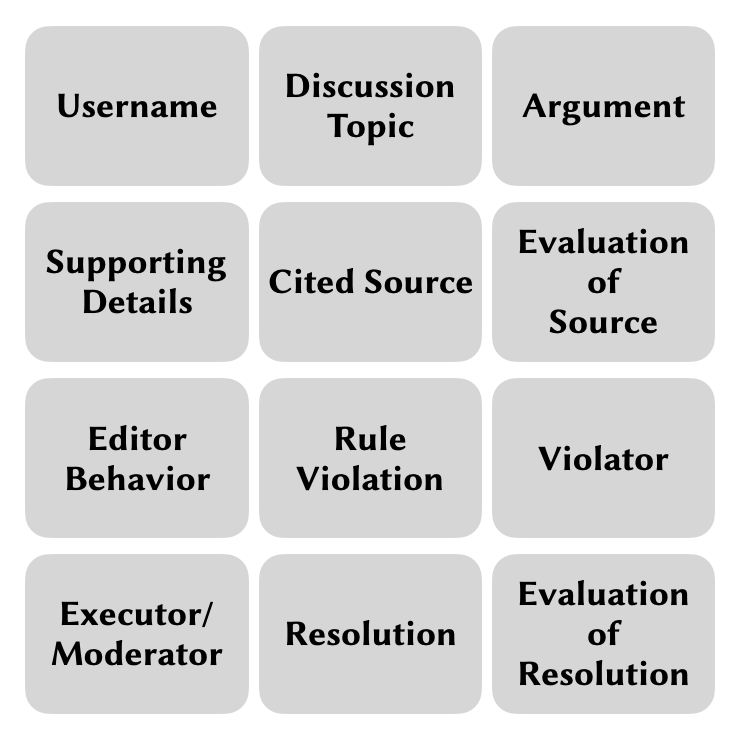 Username
Discussion
Topic
Argument
Supporting
Details
Cited Source
Evaluation
of
Source
Editor
Behavior
Rule
Violation
Violator
Executor/
Moderator
Resolution
Evaluation
of
Resolution